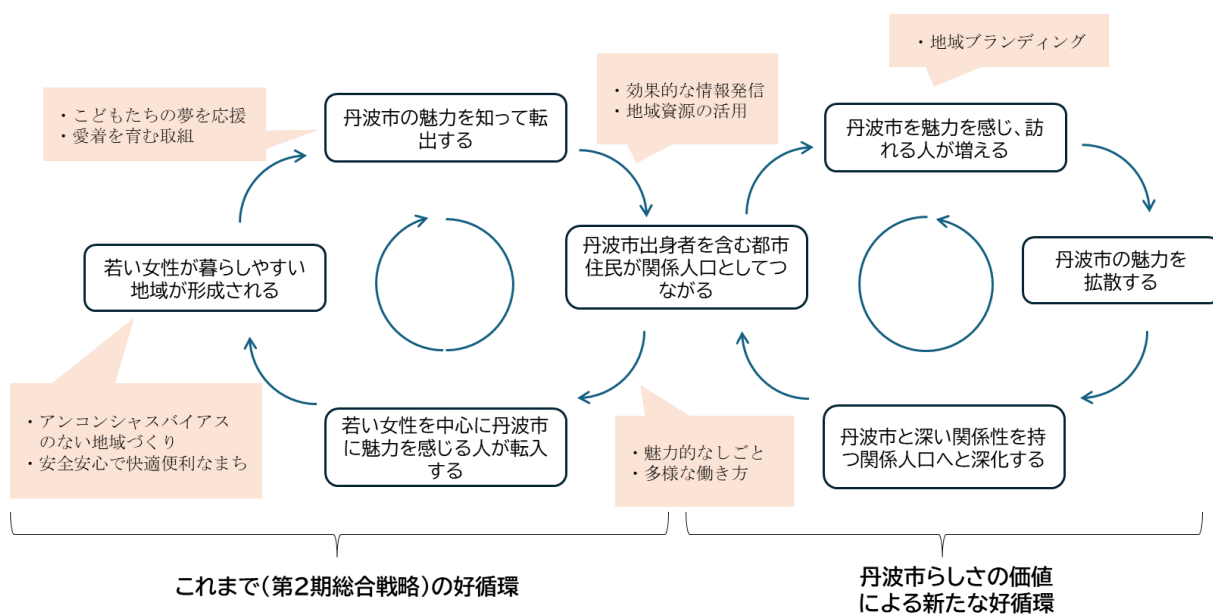 ・地域ブランディング
・こどもたちの夢を応援
・愛着を育む取組
丹波市の魅力を知って転
出する
・効果的な情報発信
・地域資源の活用
丹波市を魅力を感じ、訪
れる人が増える
若い女性が暮らしやすい
地域が形成される
丹波市出身者を含む都市
住民が関係人口としてつ
ながる
丹波市の魅力を
拡散する
・アンコンシャスバイアス
のない地域づくり
・安全安心で快適便利なまち
若い女性を中心に丹波市
に魅力を感じる人が転入
する
・魅力的なしごと
・多様な働き方
丹波市と深い関係性を持
つ関係人口へと深化する
これまで(第2期総合戦略)の好循環
丹波市らしさの価値
による新たな好循環